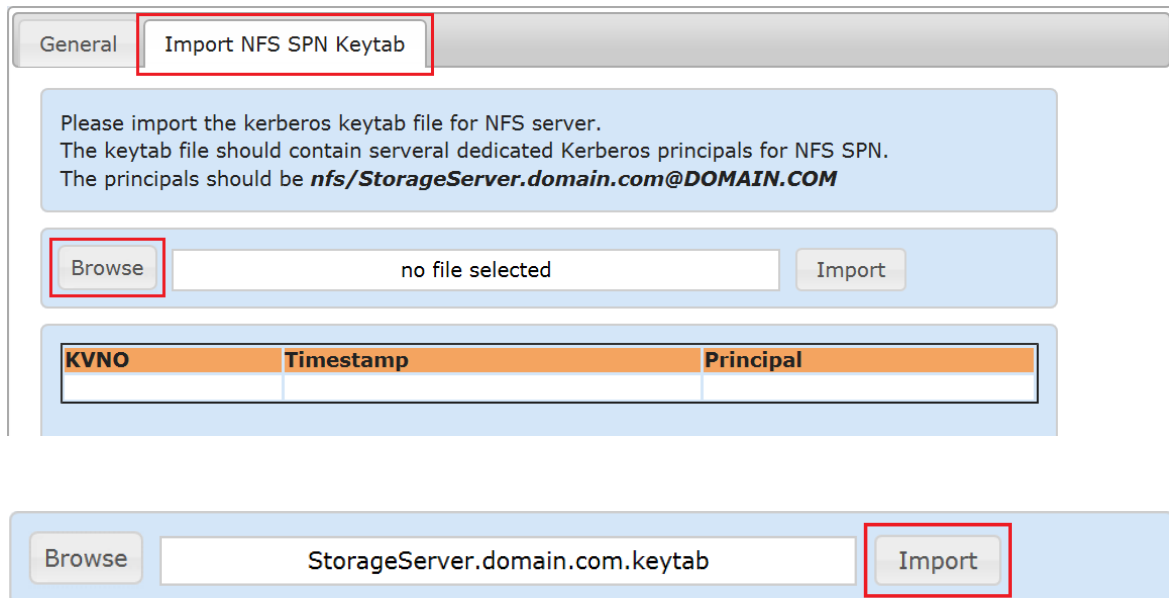 General Import NFS SPN Keytab
Please import the kerberos keytab file for NFS server.
The keytab file should contain serveral dedicated Kerberos principals for NFS SPN.
The principals should be nfs/StorageServer.domain.com@DOMAIN.COM
Browse no file selected Import
KVNO Timestamp Principal
Browse StorageServer.domain.com.keytab Import